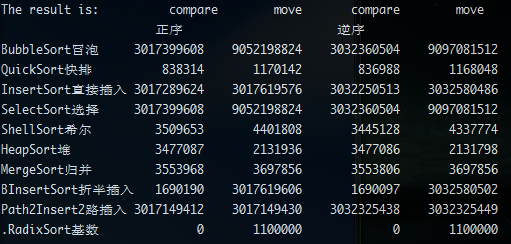 The result is: compare move compare move
正序 逆序
BubbleSort冒泡 3017399608 9052198824 3032360504 9097081512
QuickSort快排 838314 1170142 836988 1168048
InsertSort直接插入 3017289624 3017619576 3032250513 3032580486
SelectSort选择 3017399608 9052198824 3032360504 9097081512
ShellSort希尔 3509653 4401808 3445128 4337774
HeapSort堆 3477087 2131936 3477086 2131798
MergeSort归并 3553968 3697856 3553806 3697856
BInsertSort折半插入 1690190 3017619606 1690097 3032580502
Path2Insert2路插入 3017149412 3017149430 3032325438 3032325449
.RadixSort基数 0 1100000 0 1100000